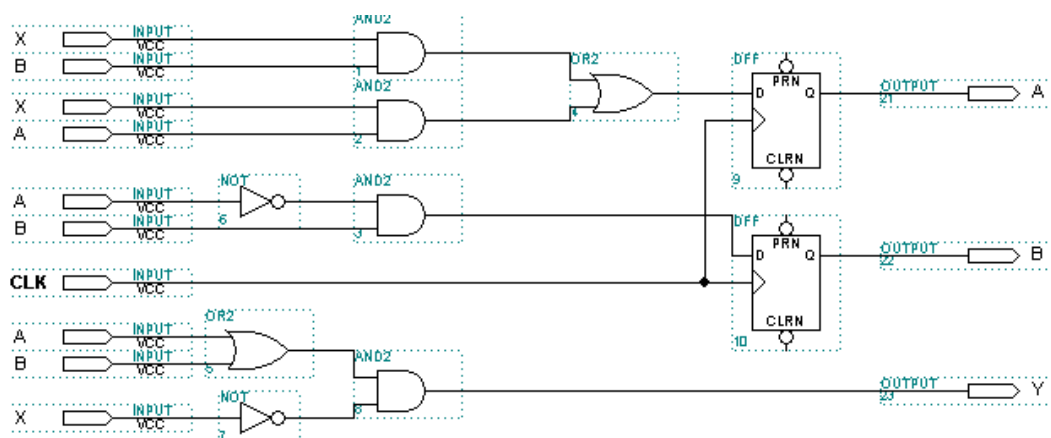 AND2
X INPUT VCC
B INPUT VCC
1
OR2
DFF
PRN
D Q
CLRN
9
4
OUTPUT 21 A
AND2
X INPUT VCC
A INPUT VCC
2
NOT
AND2
A INPUT VCC
6
B INPUT VCC
3
DFF
PRN
D Q
CLRN
10
OUTPUT 22 B
CLK INPUT VCC
OR2
A INPUT VCC
B INPUT VCC
5
AND2
8
NOT
X INPUT VCC
7
OUTPUT 23 Y